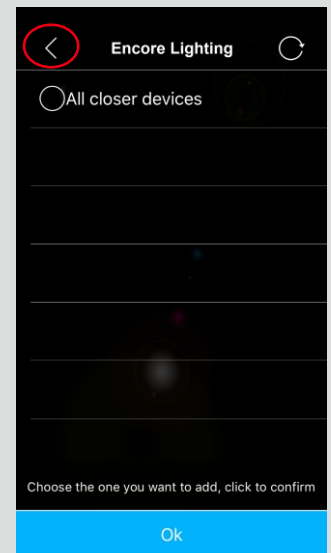 Encore Lighting
All closer devices
Choose the one you want to add, click to confirm
Ok